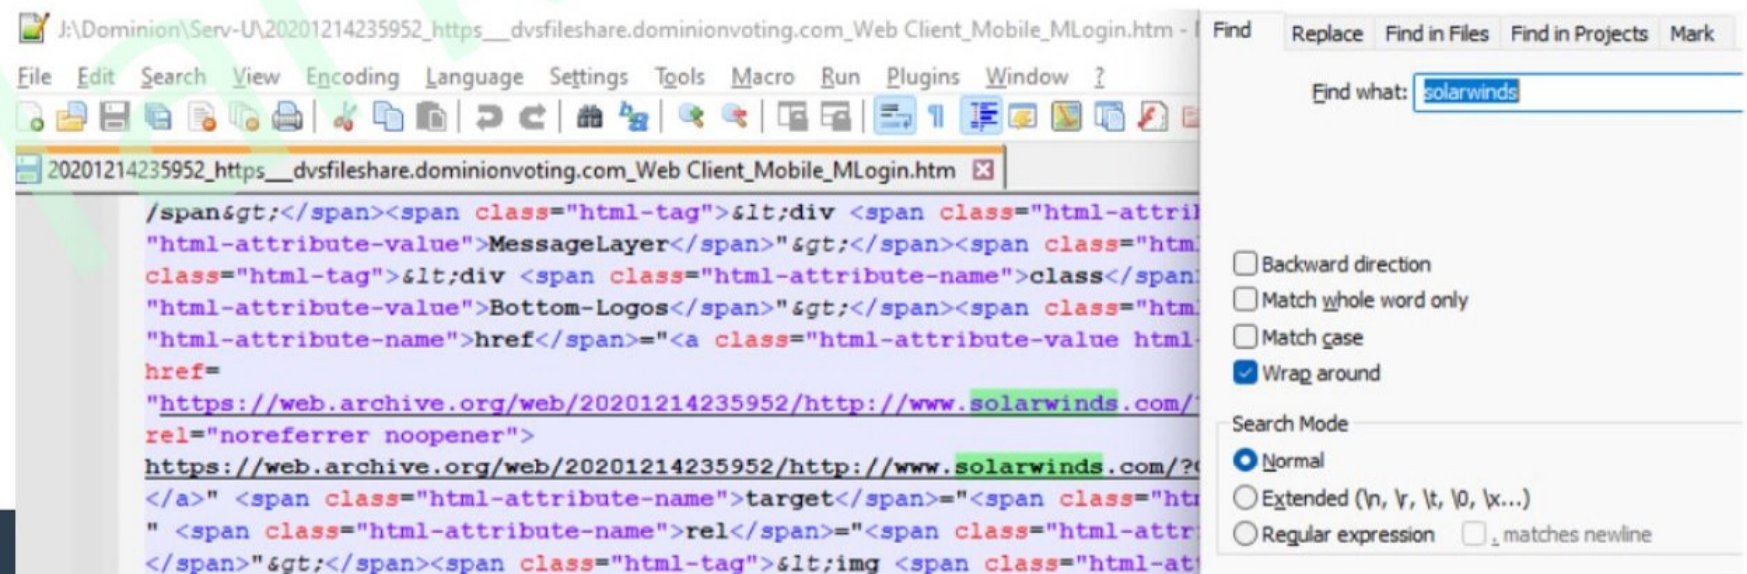 J:\Dominion\Serv-U\20201214235952_https___dvsfileshare.dominionvoting.com_Web Client_Mobile_MLogin.htm -
File Edit Search View Encoding Language Settings Tools Macro Run Plugins Window ?
20201214235952_https___dvsfileshare.dominionvoting.com_Web Client_Mobile_MLogin.htm
/span&gt;</span><span class="html-tag">&lt;div <span class="html-attrib
"html-attribute-value">MessageLayer</span>"&gt;</span><span class="htm
class="html-tag">&lt;div <span class="html-attribute-name">class</span
"html-attribute-value">Bottom-Logos</span>"&gt;</span><span class="htm
"html-attribute-name">href</span>="<a class="html-attribute-value html-
href=
"https://web.archive.org/web/20201214235952/http://www.solarwinds.com/
rel="noreferrer noopener">
https://web.archive.org/web/20201214235952/http://www.solarwinds.com/?
</a>" <span class="html-attribute-name">target</span>="<span class="ht
" <span class="html-attribute-name">rel</span>="<span class="html-attr
</span>"&gt;</span><span class="html-tag">&lt;img <span class="html-at
Find Replace Find in Files Find in Projects Mark
Find what: solarwinds
Backward direction
Match whole word only
Match case
Wrap around
Search Mode
Normal
Extended (\n, \r, \t, \0, \x...)
Regular expression . matches newline